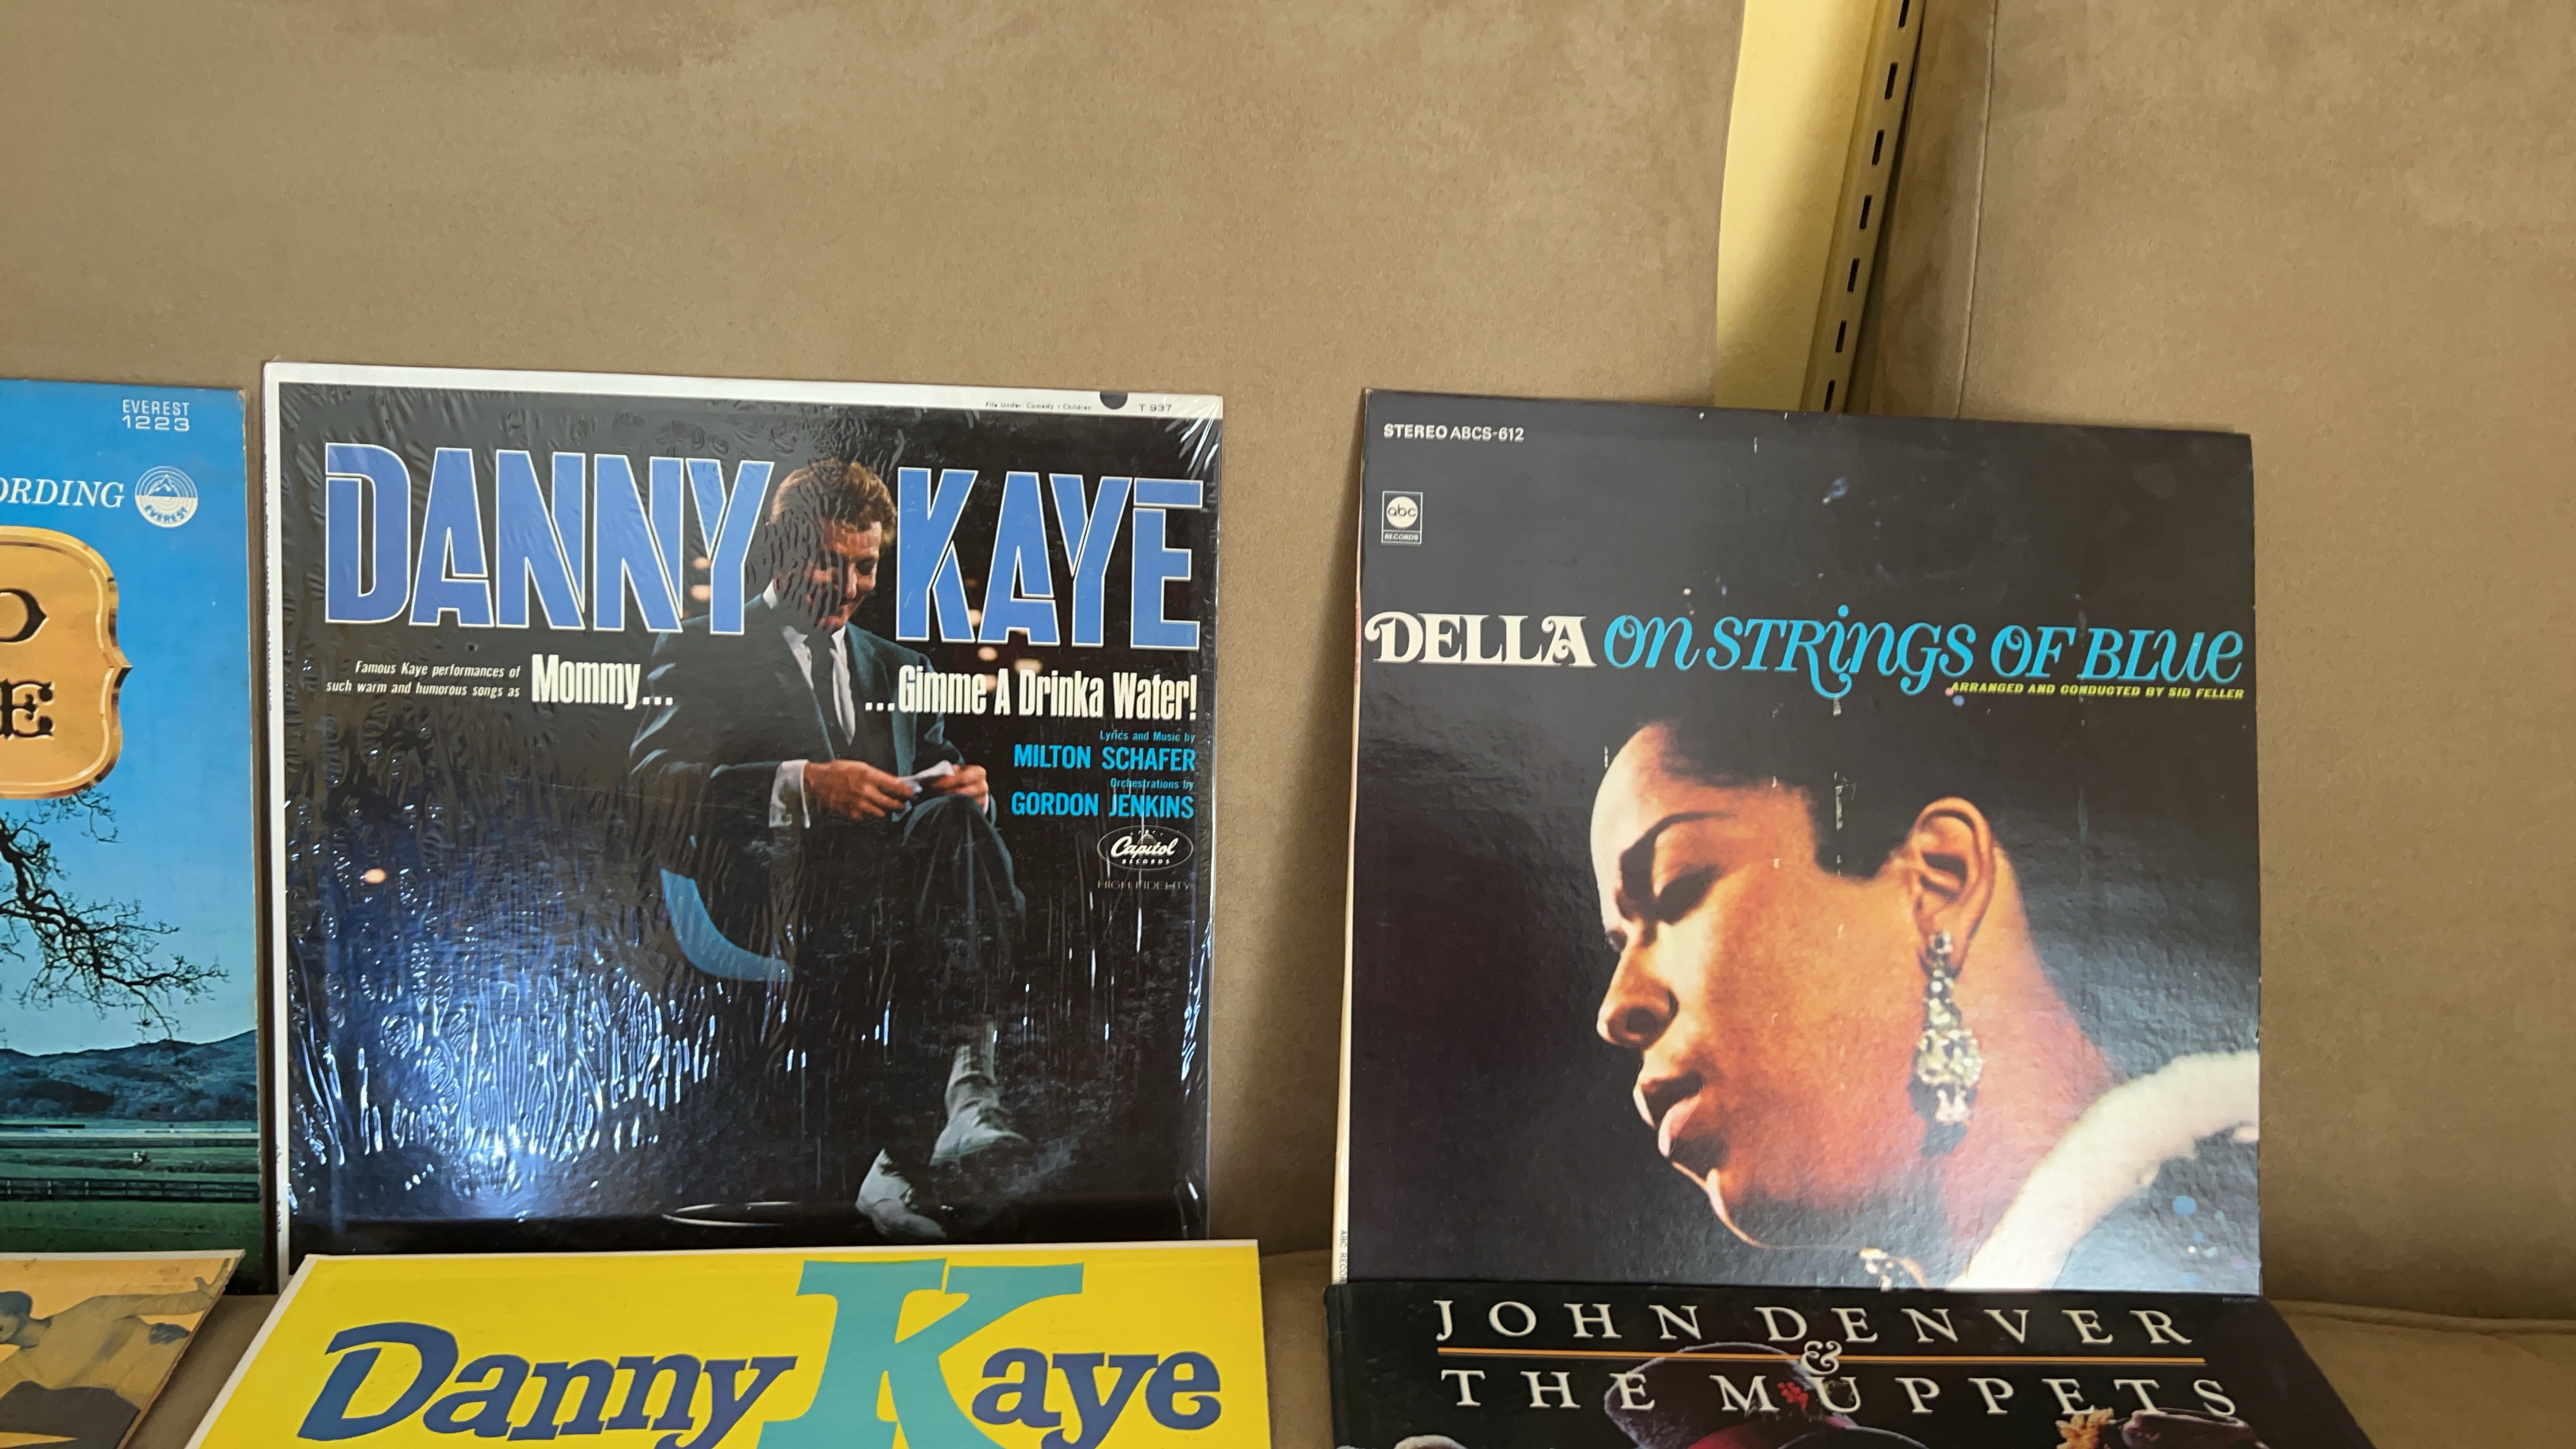 EVEREST
1223
ORDING
EVEREST
O
E
File Under: Comedy • Children
T 937
DANNY KAYE
Famous Kaye performances of
such warm and humorous songs as
Mommy...
...Gimme A Drinka Water!
Lyrics and Music by
MILTON SCHAFER
Orchestrations by
GORDON JENKINS
Capitol
RECORDS
HIGH FIDELITY
STEREO ABCS-612
abc
RECORDS
DELLA on STRINGS OF BLUE
ARRANGED AND CONDUCTED BY SID FELLER
ABC RECOR
Danny Kaye
JOHN DENVER
&
THE MUPPETS